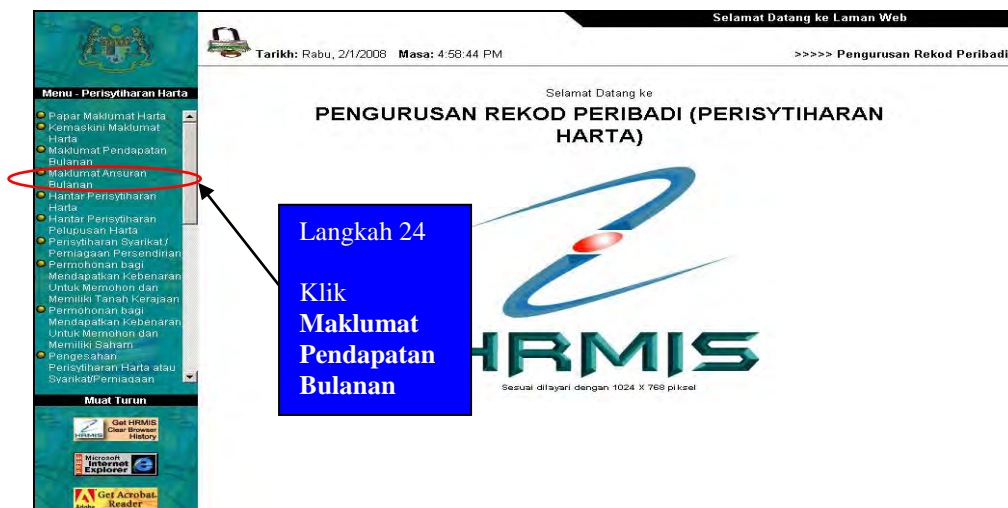 Selamat Datang ke Laman Web
Tarikh: Rabu, 2/1/2008 Masa: 4:58:44 PM
>>>>> Pengurusan Rekod Peribadi
Menu - Perisytiharan Harta
Papar Maklumat Harta
Kemaskini Maklumat
Harta
Maklumat Pendapatan
Bulanan
Maklumat Ansuran
Bulanan
Hantar Perisytiharan
Harta
Hantar Perisytiharan
Pelupusan Harta
Perisytiharan Syarikat /
Perniagaan Persendirian
Permohonan bagi
Mendapatkan Kebenaran
Untuk Memohon dan
Memiliki Tanah Kerajaan
Permohonan bagi
Mendapatkan Kebenaran
Untuk Memohon dan
Memiliki Saham
Pengesahan
Perisytiharan Harta atau
Syarikat/Perniagaan
Muat Turun
Get HRMIS
Clear Browser
History
HRMIS
Microsoft
Internet
Explorer
FREE
Get Acrobat
Reader
Adobe
Selamat Datang ke
PENGURUSAN REKOD PERIBADI (PERISYTIHARAN
HARTA)
HRMIS
Sesuai dilayari dengan 1024 X 768 piksel
Langkah 24
Klik
Maklumat
Pendapatan
Bulanan